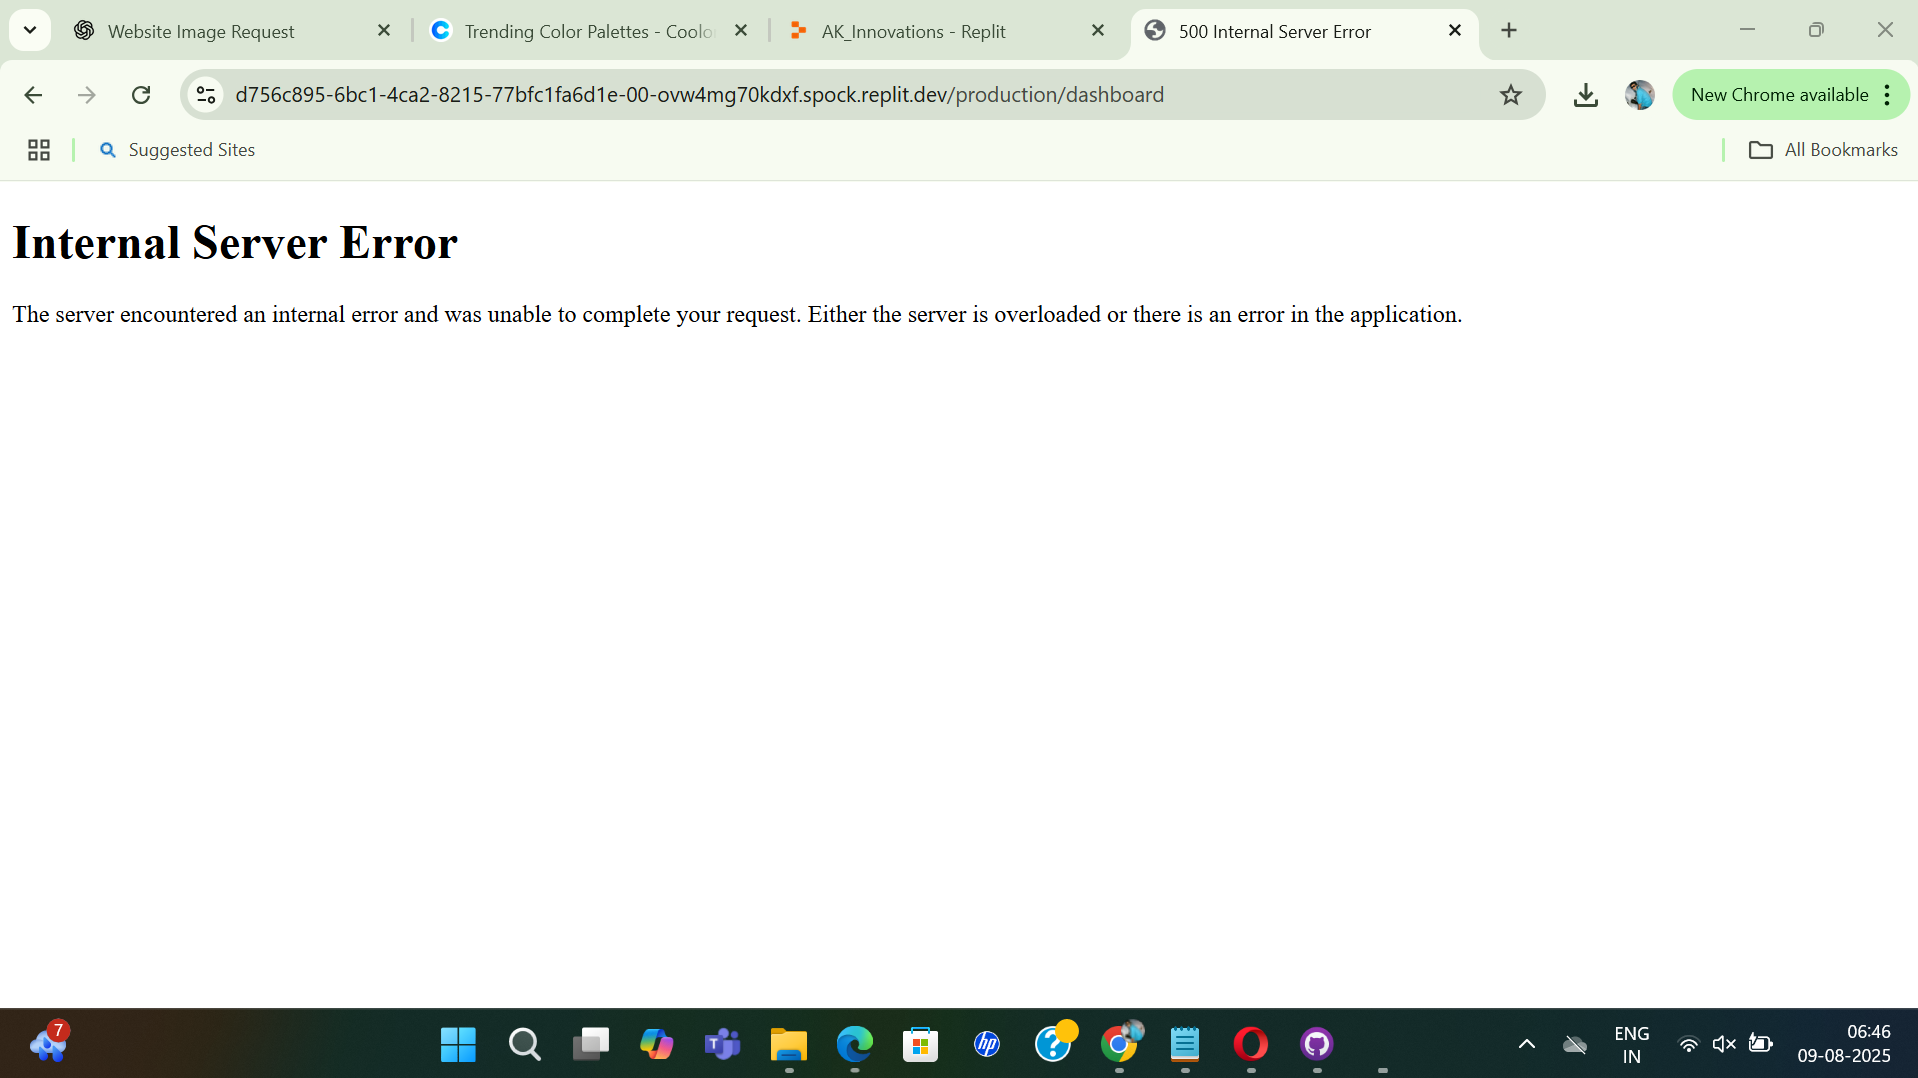 Website Image Request
Trending Color Palettes - Coolo
AK_Innovations - Replit
500 Internal Server Error
d756c895-6bc1-4ca2-8215-77bfc1fa6d1e-00-ovw4mg70kdxf.spock.replit.dev/production/dashboard
New Chrome available
Suggested Sites
All Bookmarks
Internal Server Error
The server encountered an internal error and was unable to complete your request. Either the server is overloaded or there is an error in the application.
7
T
hp
?
ENG
IN
06:46
09-08-2025